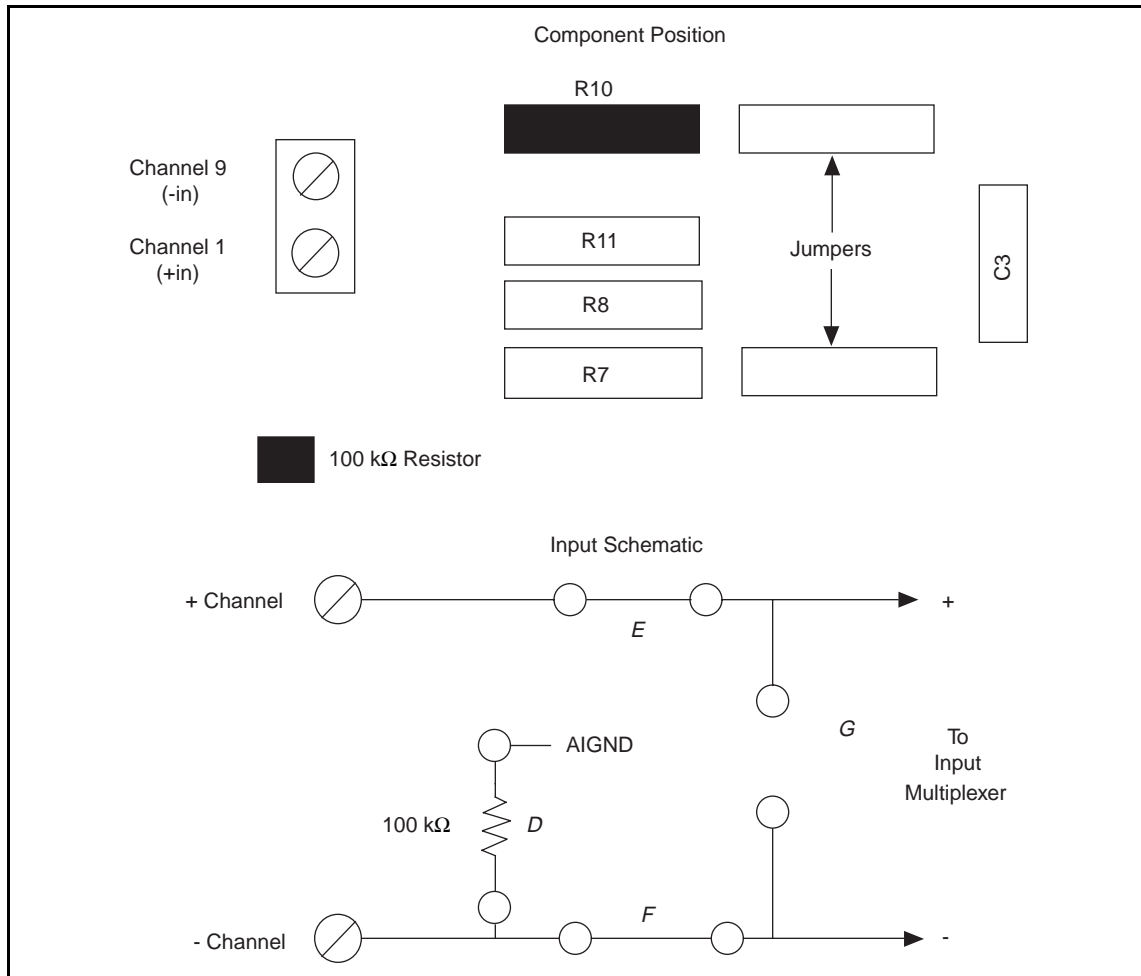 Component Position
R10
Channel 9
(-in)
Channel 1
(+in)
R11
R8
R7
Jumpers
C3
100 kΩ Resistor
Input Schematic
+ Channel
E
+
G
AIGND
To
Input
Multiplexer
100 kΩ
D
F
- Channel
-